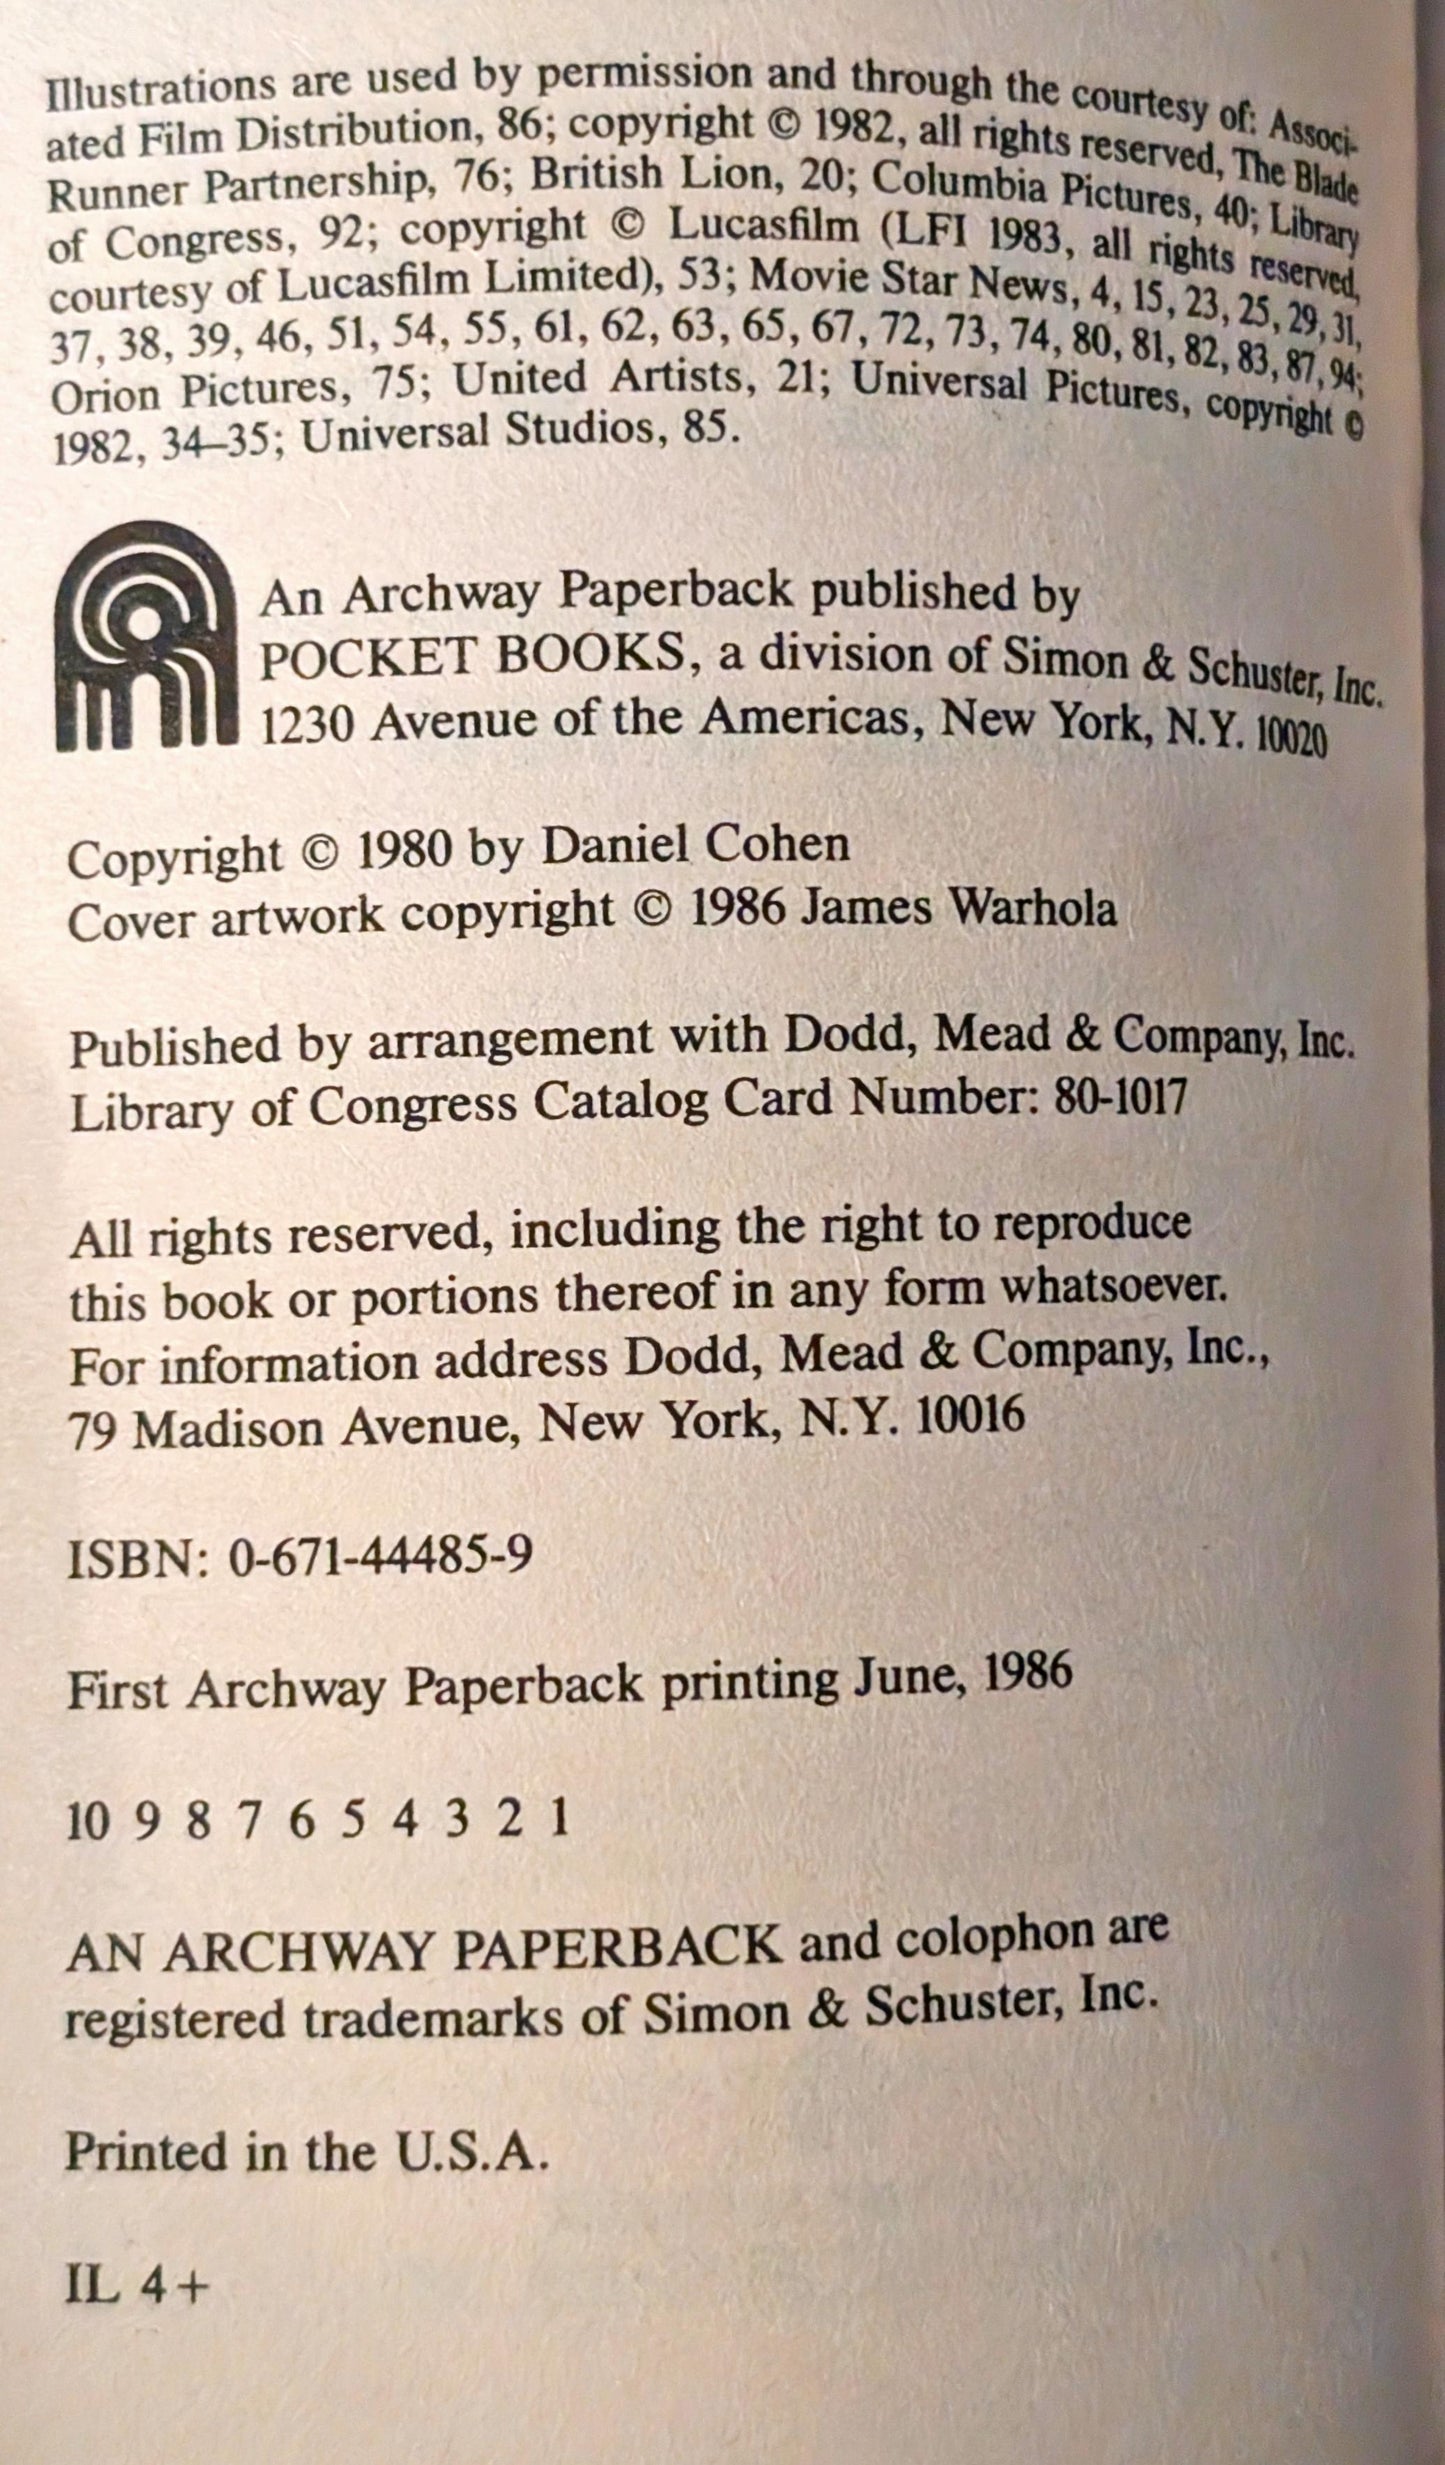 Illustrations are used by permission and through the courtesy of: Associ-
ated Film Distribution, 86; copyright © 1982, all rights reserved, The Blade
Runner Partnership, 76; British Lion, 20; Columbia Pictures, 40; Library
of Congress, 92; copyright © Lucasfilm (LFI 1983, all rights reserved,
courtesy of Lucasfilm Limited), 53; Movie Star News, 4, 15, 23, 25, 29, 31,
37, 38, 39, 46, 51, 54, 55, 61, 62, 63, 65, 67, 72, 73, 74, 80, 81, 82, 83, 87, 94;
Orion Pictures, 75; United Artists, 21; Universal Pictures, copyright ©
1982, 34–35; Universal Studios, 85.
An Archway Paperback published by
POCKET BOOKS, a division of Simon & Schuster, Inc.
1230 Avenue of the Americas, New York, N.Y. 10020
Copyright © 1980 by Daniel Cohen
Cover artwork copyright © 1986 James Warhola
Published by arrangement with Dodd, Mead & Company, Inc.
Library of Congress Catalog Card Number: 80-1017
All rights reserved, including the right to reproduce
this book or portions thereof in any form whatsoever.
For information address Dodd, Mead & Company, Inc.,
79 Madison Avenue, New York, N.Y. 10016
ISBN: 0-671-44485-9
First Archway Paperback printing June, 1986
10 9 8 7 6 5 4 3 2 1
AN ARCHWAY PAPERBACK and colophon are
registered trademarks of Simon & Schuster, Inc.
Printed in the U.S.A.
IL 4+